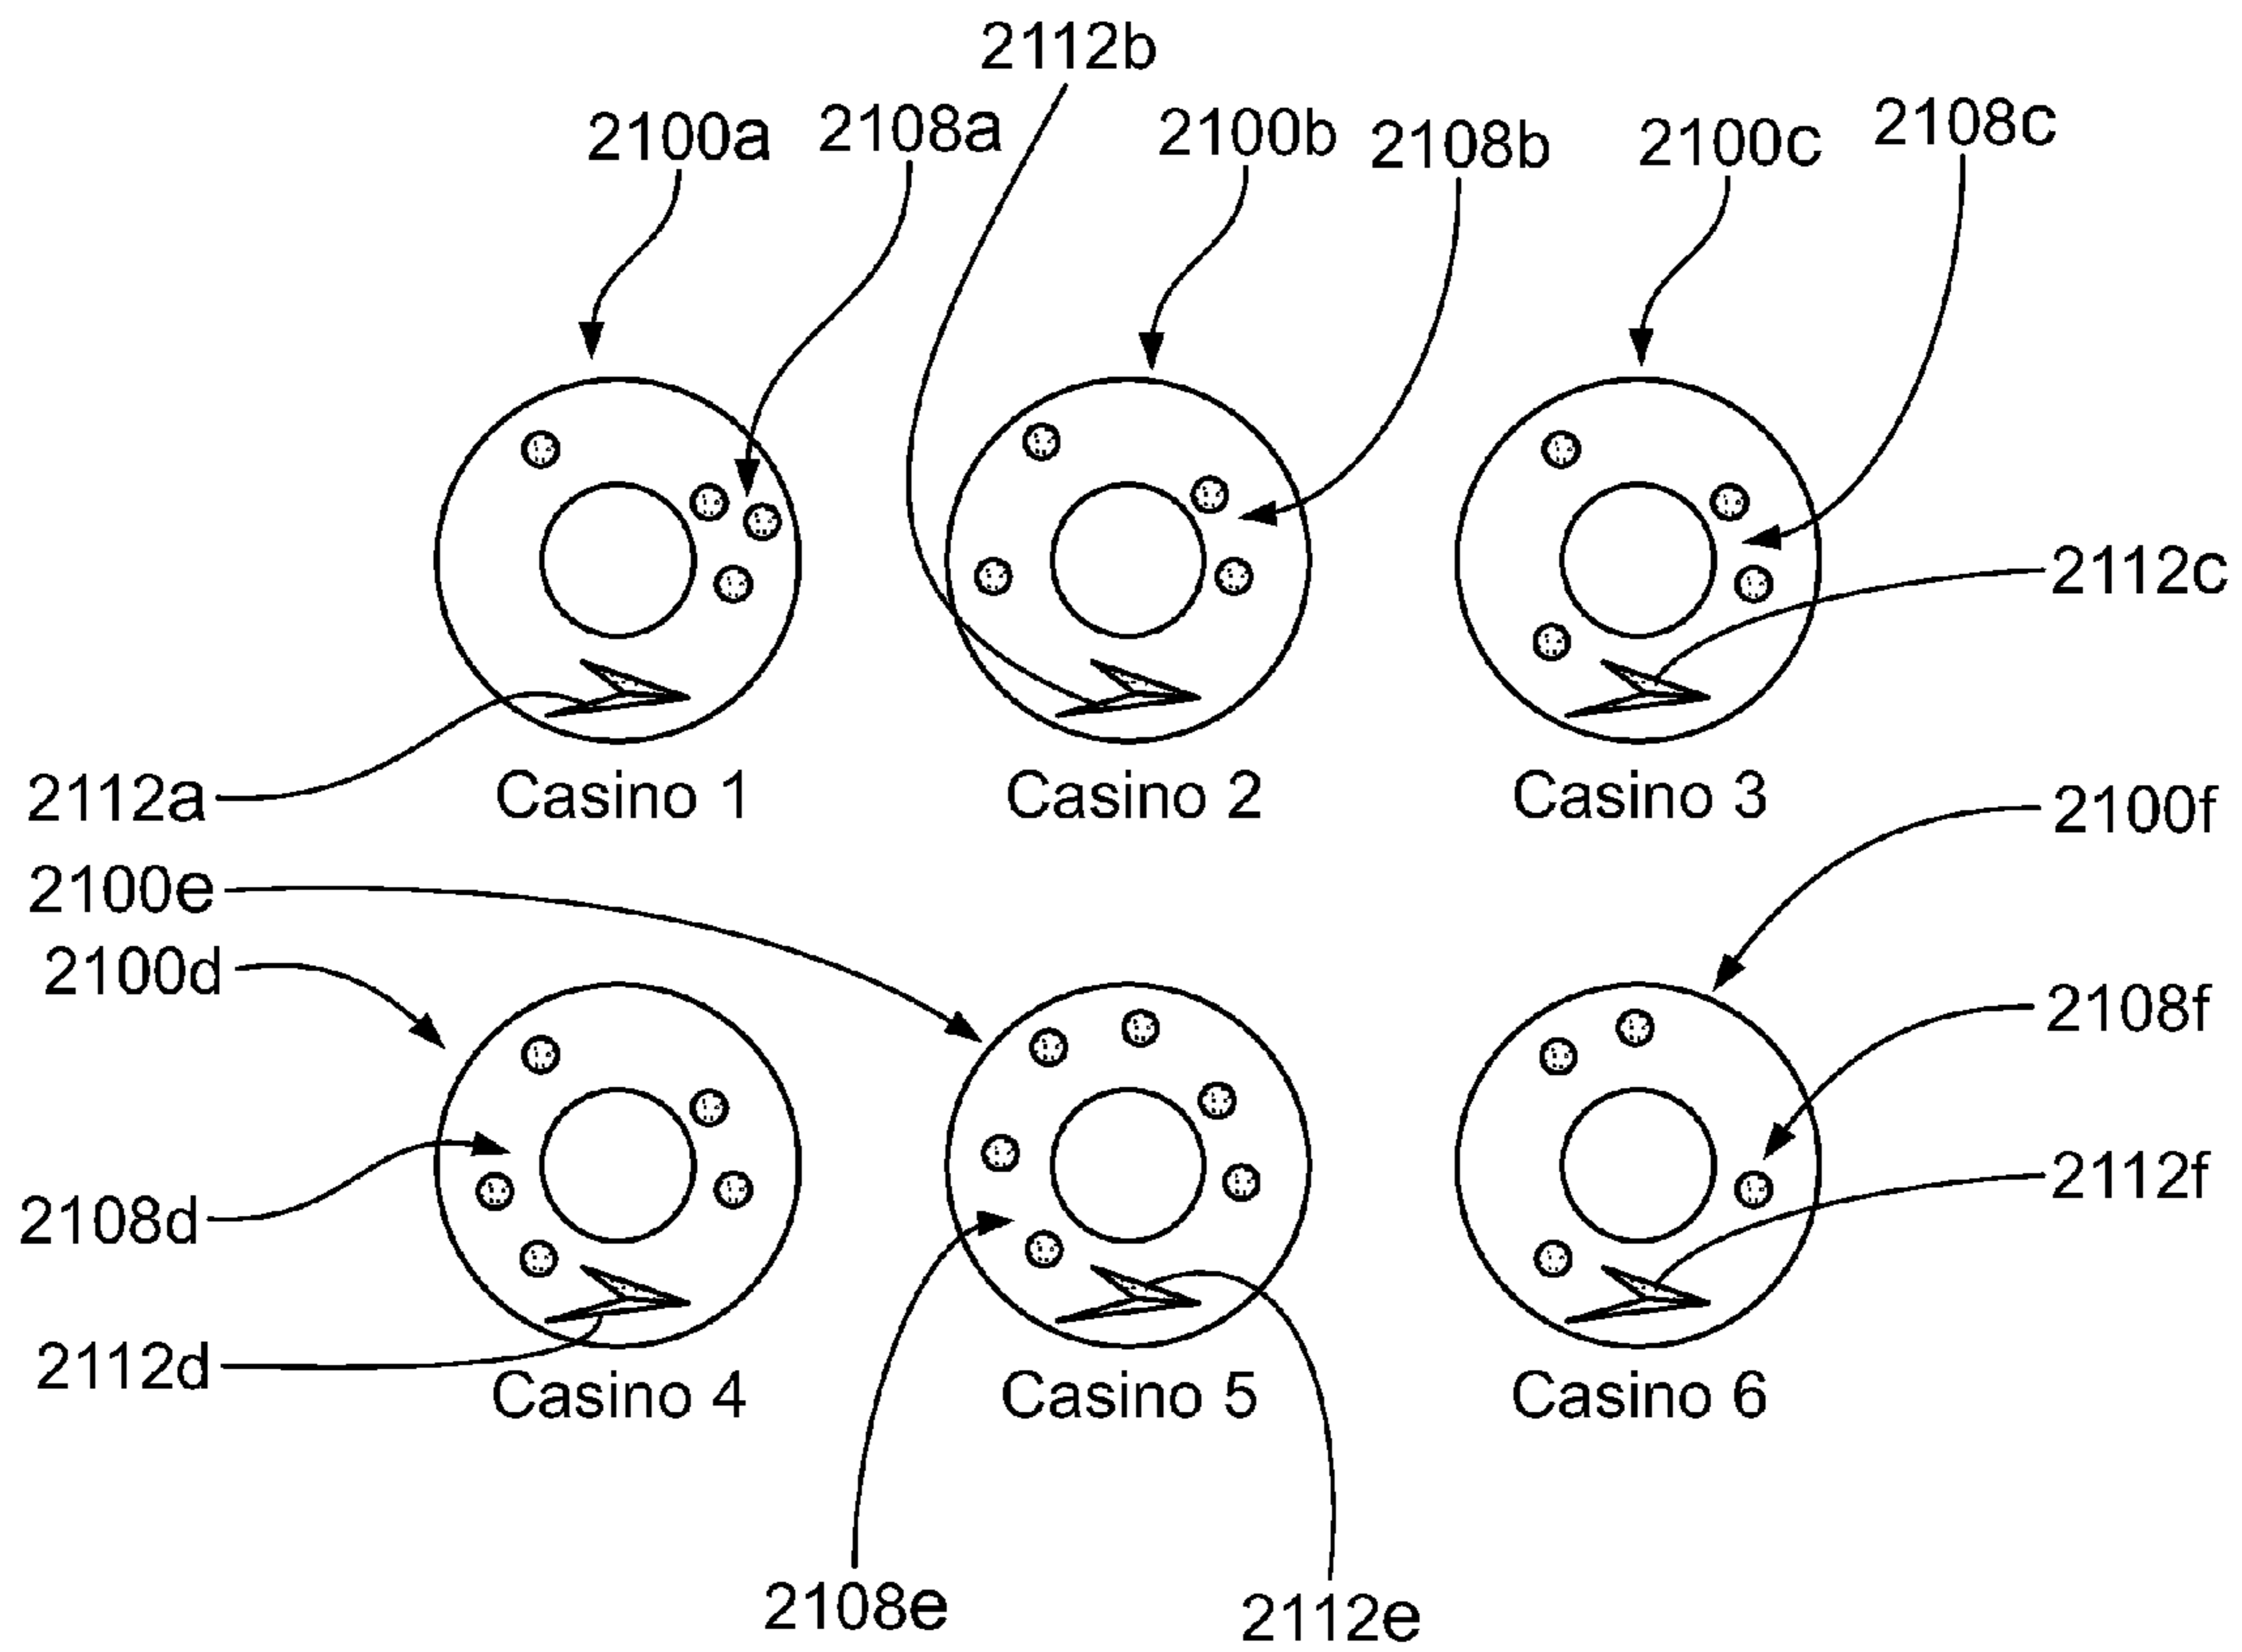 2112b
2100a
2108a
2100b
2108b
2100c
2108c
2112c
2112a
Casino 1
Casino 2
Casino 3
2100f
2100e
2100d
2108f
2108d
2112f
2112d
Casino 4
Casino 5
Casino 6
2108e
2112e